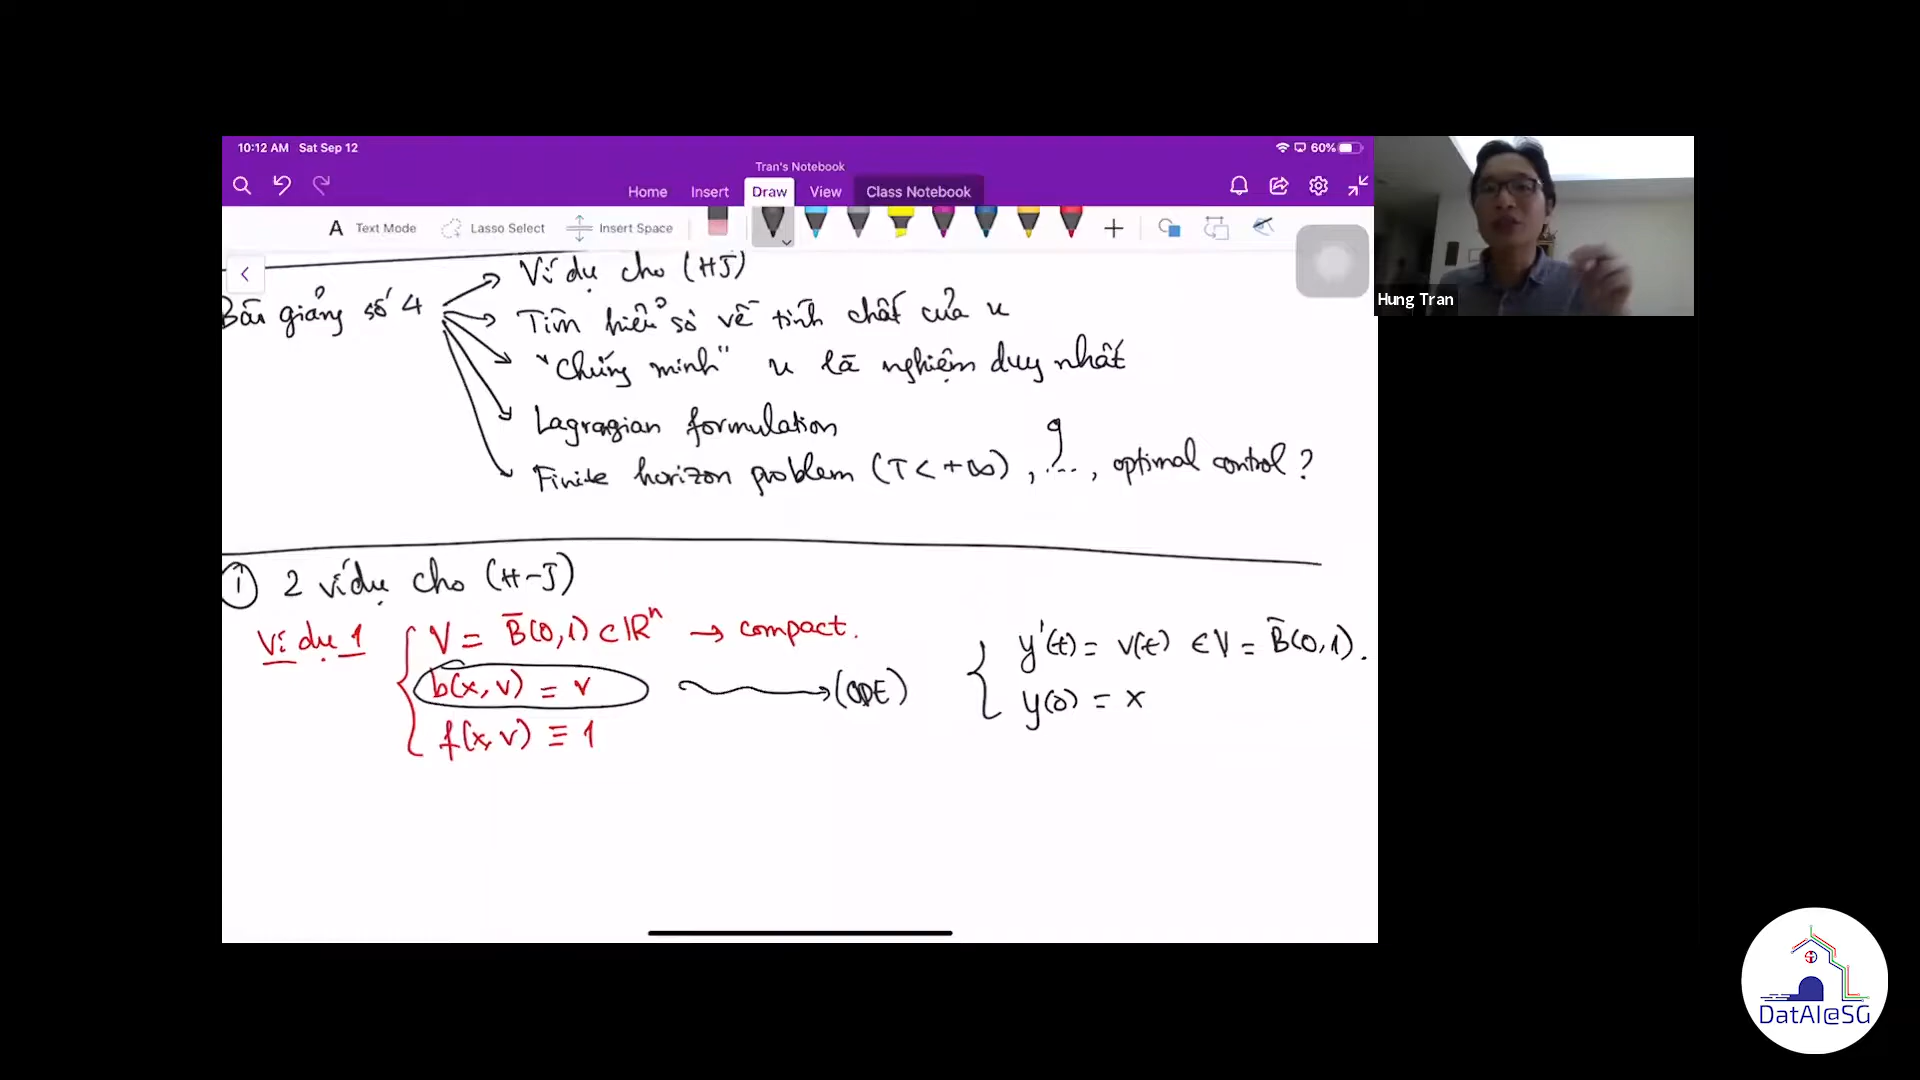 10:12 AM Sat Sep 12
60%
Tran's Notebook
Home Insert Draw View Class Notebook
A Text Mode Lasso Select Insert Space
Hung Tran
Ví dụ cho (HJ)
Bài giảng số 4
Tìm hiểu sơ về tính chất của u
"Chứng minh" u là nghiệm duy nhất
Lagragian formulation
Finite horizon problem (T < +∞), ..., optimal control?
① 2 ví dụ cho (H-J)
Ví dụ 1
V = B̅(0,1) ⊂ ℝⁿ → compact.
b(x,v) = v
(ODE)
f(x,v) ≡ 1
y'(t) = v(t) ∈ V = B̅(0,1).
y(0) = x
DatAI@SG